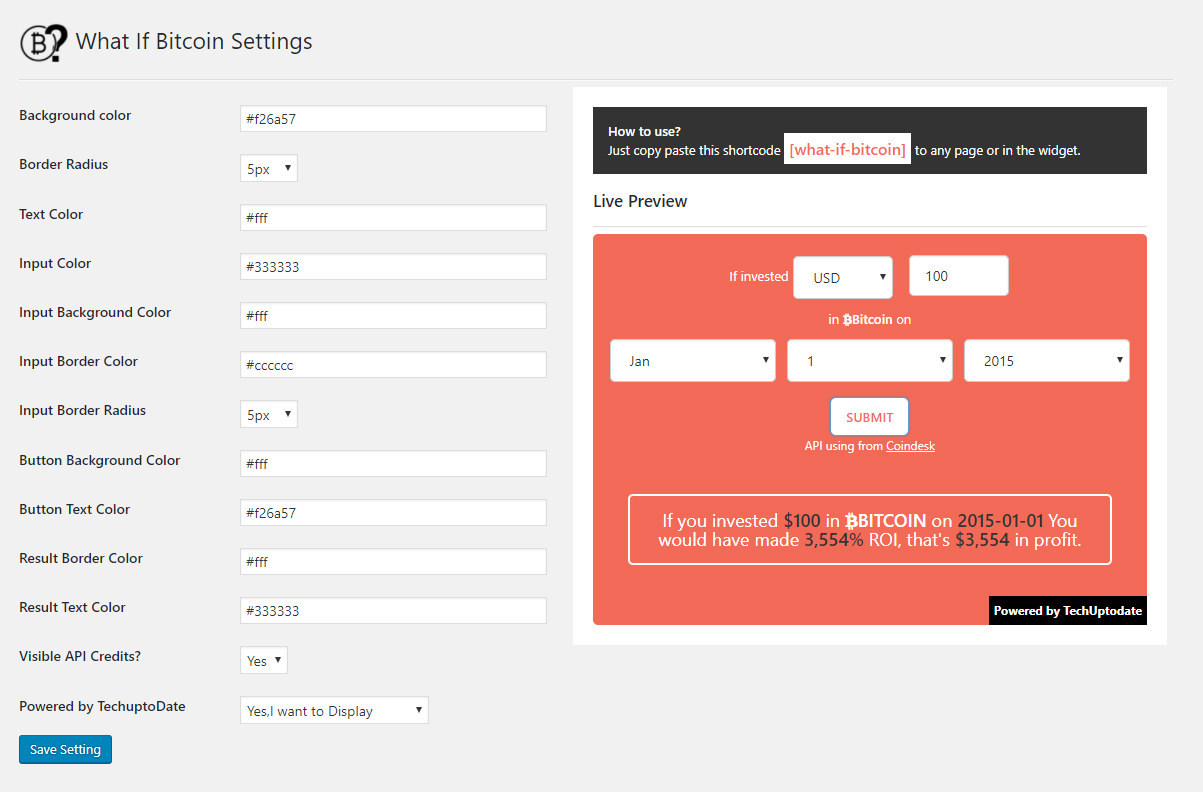 What If Bitcoin Settings
Background color
#f26a57
Border Radius
5px
Text Color
#fff
Input Color
#333333
Input Background Color
#fff
Input Border Color
#cccccc
Input Border Radius
5px
Button Background Color
#fff
Button Text Color
#f26a57
Result Border Color
#fff
Result Text Color
#333333
Visible API Credits?
Yes
Powered by TechuptoDate
Yes,I want to Display
Save Setting
How to use?
Just copy paste this shortcode [what-if-bitcoin] to any page or in the widget.
Live Preview
If invested USD 100
in ₿Bitcoin on
Jan 1 2015
SUBMIT
API using from Coindesk
If you invested $100 in ₿BITCOIN on 2015-01-01 You
would have made 3,554% ROI, that's $3,554 in profit.
Powered by TechUptodate